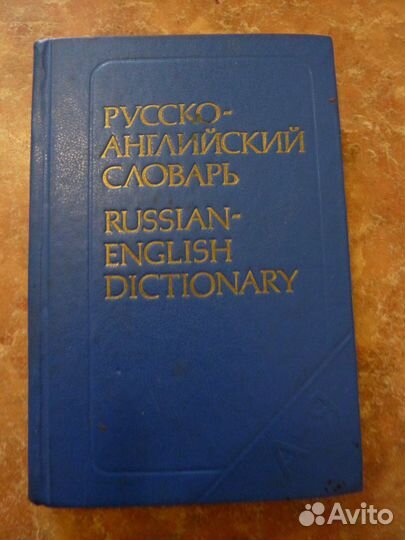 РУССКО-
АНГЛИЙСКИЙ
СЛОВАРЬ
RUSSIAN-
ENGLISH
DICTIONARY
Avito